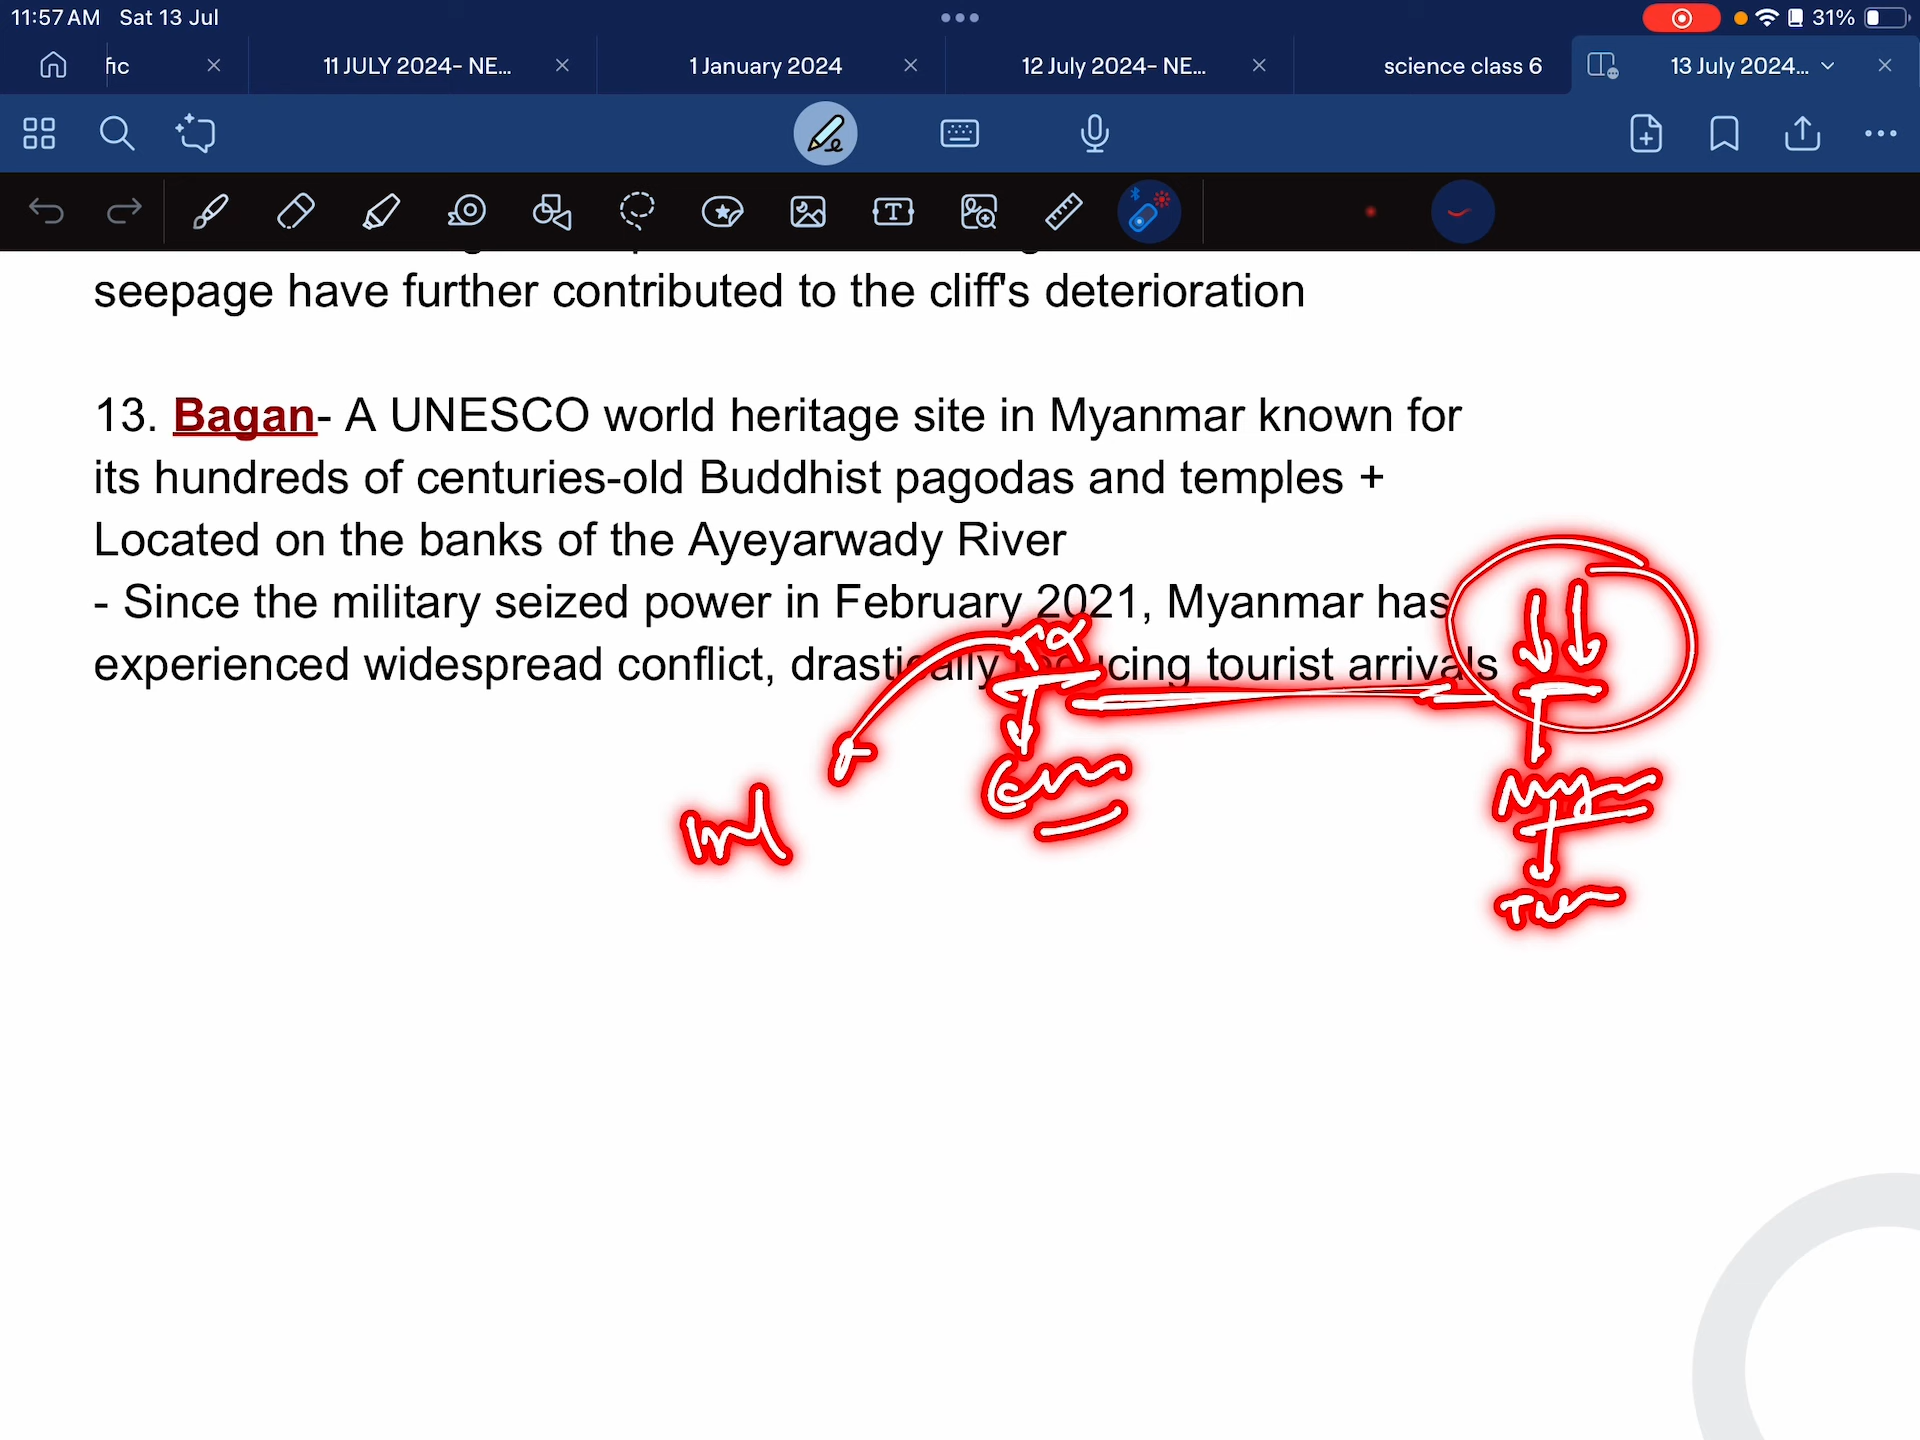 11:57 AM Sat 13 Jul
31%
fic
11 JULY 2024- NE...
1 January 2024
12 July 2024- NE...
science class 6
13 July 2024...
seepage have further contributed to the cliff's deterioration
13. Bagan- A UNESCO world heritage site in Myanmar known for
its hundreds of centuries-old Buddhist pagodas and temples +
Located on the banks of the Ayeyarwady River
- Since the military seized power in February 2021, Myanmar has
experienced widespread conflict, drastically reducing tourist arrivals